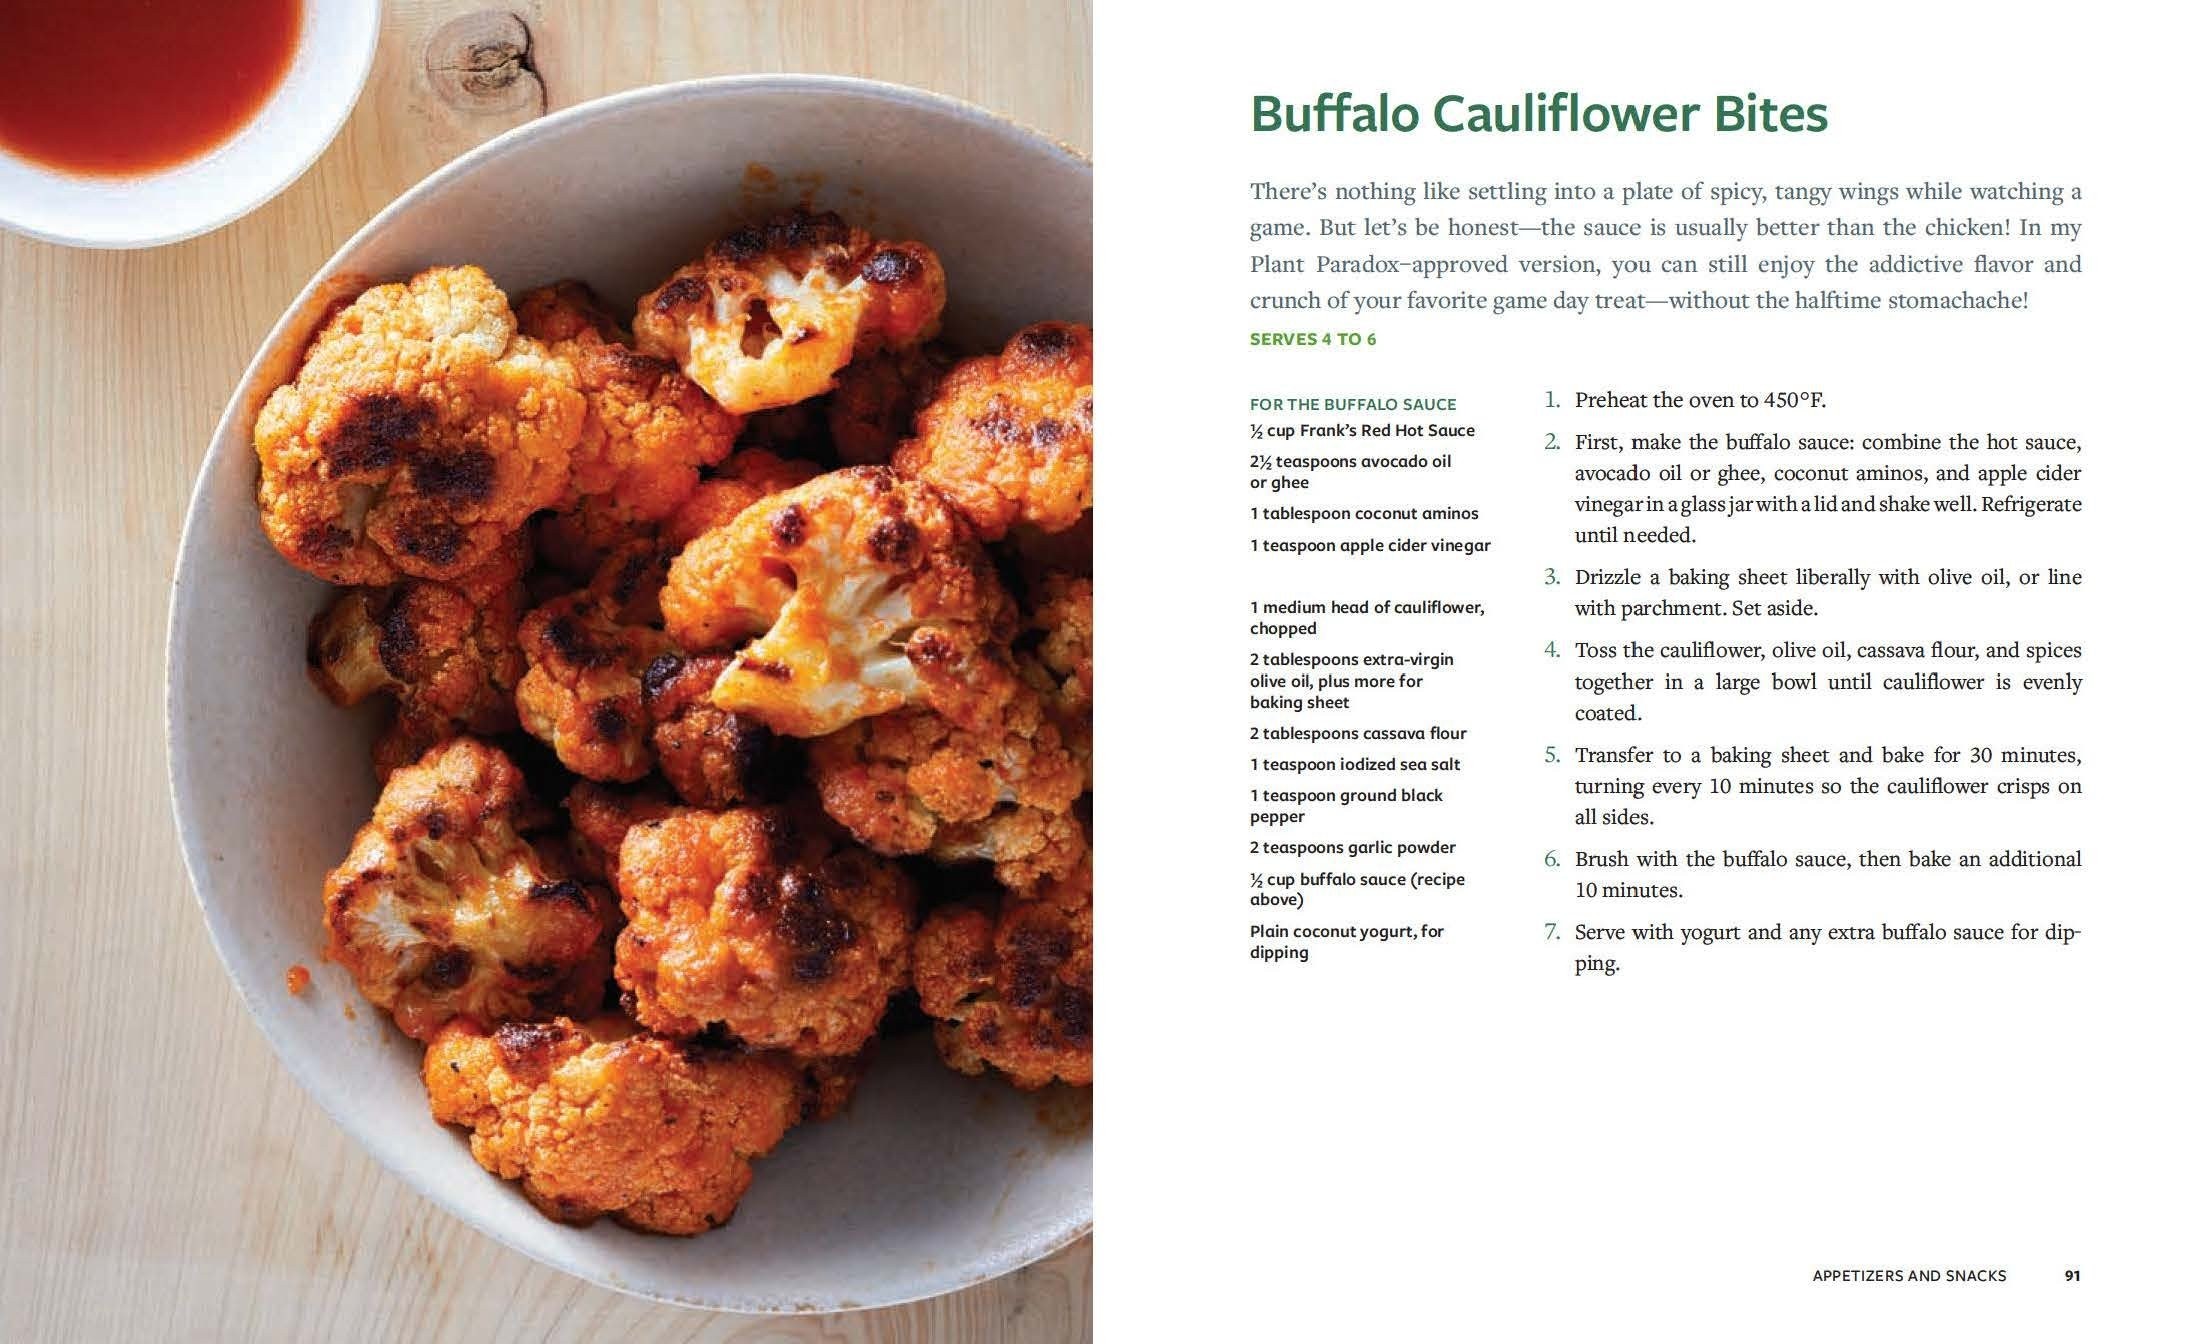 Buffalo Cauliflower Bites
There’s nothing like settling into a plate of spicy, tangy wings while watching a
game. But let’s be honest—the sauce is usually better than the chicken! In my
Plant Paradox–approved version, you can still enjoy the addictive flavor and
crunch of your favorite game day treat—without the halftime stomachache!
SERVES 4 TO 6
FOR THE BUFFALO SAUCE
½ cup Frank’s Red Hot Sauce
2½ teaspoons avocado oil
or ghee
1 tablespoon coconut aminos
1 teaspoon apple cider vinegar
1 medium head of cauliflower,
chopped
2 tablespoons extra-virgin
olive oil, plus more for
baking sheet
2 tablespoons cassava flour
1 teaspoon iodized sea salt
1 teaspoon ground black
pepper
2 teaspoons garlic powder
½ cup buffalo sauce (recipe
above)
Plain coconut yogurt, for
dipping
1. Preheat the oven to 450°F.
2. First, make the buffalo sauce: combine the hot sauce,
avocado oil or ghee, coconut aminos, and apple cider
vinegar in a glass jar with a lid and shake well. Refrigerate
until needed.
3. Drizzle a baking sheet liberally with olive oil, or line
with parchment. Set aside.
4. Toss the cauliflower, olive oil, cassava flour, and spices
together in a large bowl until cauliflower is evenly
coated.
5. Transfer to a baking sheet and bake for 30 minutes,
turning every 10 minutes so the cauliflower crisps on
all sides.
6. Brush with the buffalo sauce, then bake an additional
10 minutes.
7. Serve with yogurt and any extra buffalo sauce for dip-
ping.
APPETIZERS AND SNACKS 91